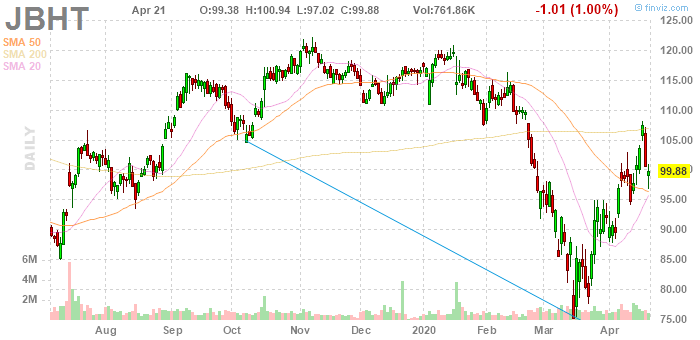 JBHT Apr 21 O:99.38 H:100.94 L:97.02 C:99.88 Vol:761.86K © finviz.com -1.01 (1.00%)
SMA 50
SMA 200
SMA 20
DAILY
125.00
120.00
115.00
110.00
105.00
100.00
99.88
95.00
90.00
85.00
80.00
75.00
6M
4M
2M
Aug Sep Oct Nov Dec 2020 Feb Mar Apr